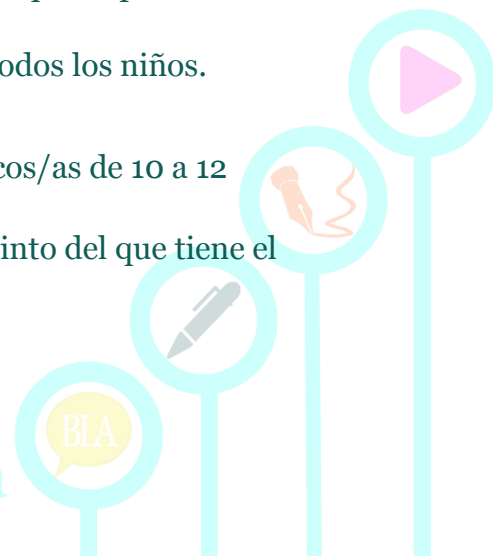 odos los niños.
cos/as de 10 a 12
into del que tiene el
BLA